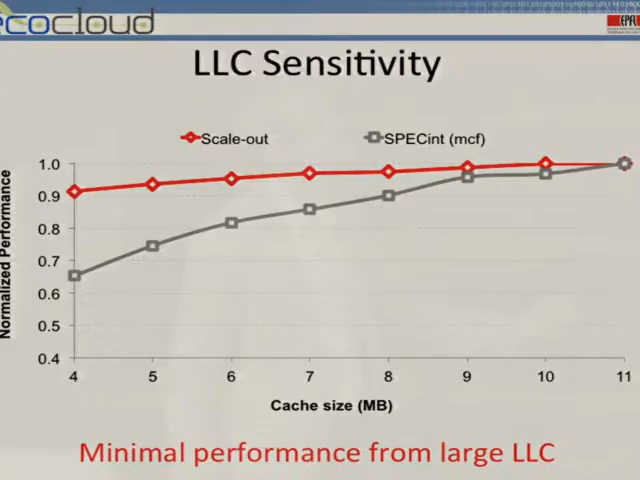 ecocloud
EPFL
LLC Sensitivity
Scale-out
SPECint (mcf)
Normalized Performance
1.0
0.9
0.8
0.7
0.6
0.5
0.4
4 5 6 7 8 9 10 11
Cache size (MB)
Minimal performance from large LLC